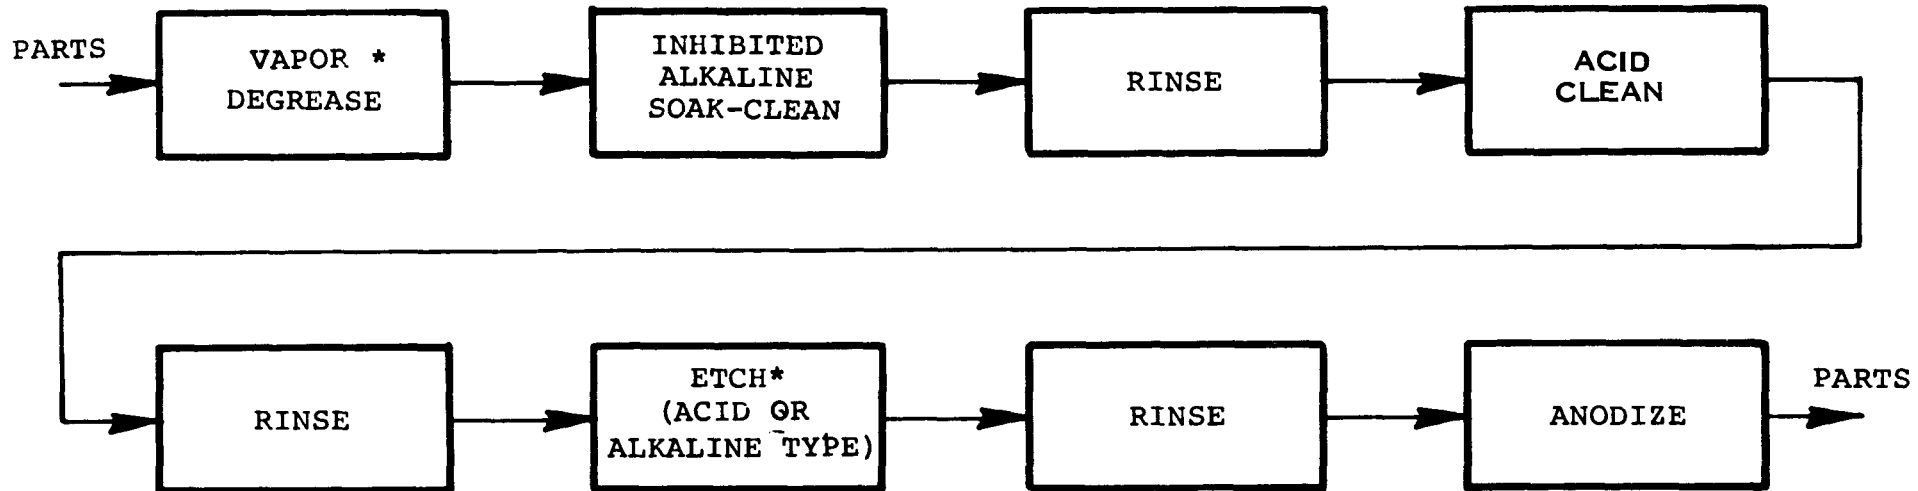 PARTS
VAPOR *
DEGREASE
INHIBITED
ALKALINE
SOAK-CLEAN
RINSE
ACID
CLEAN
RINSE
ETCH*
(ACID OR
ALKALINE TYPE)
RINSE
ANODIZE
PARTS